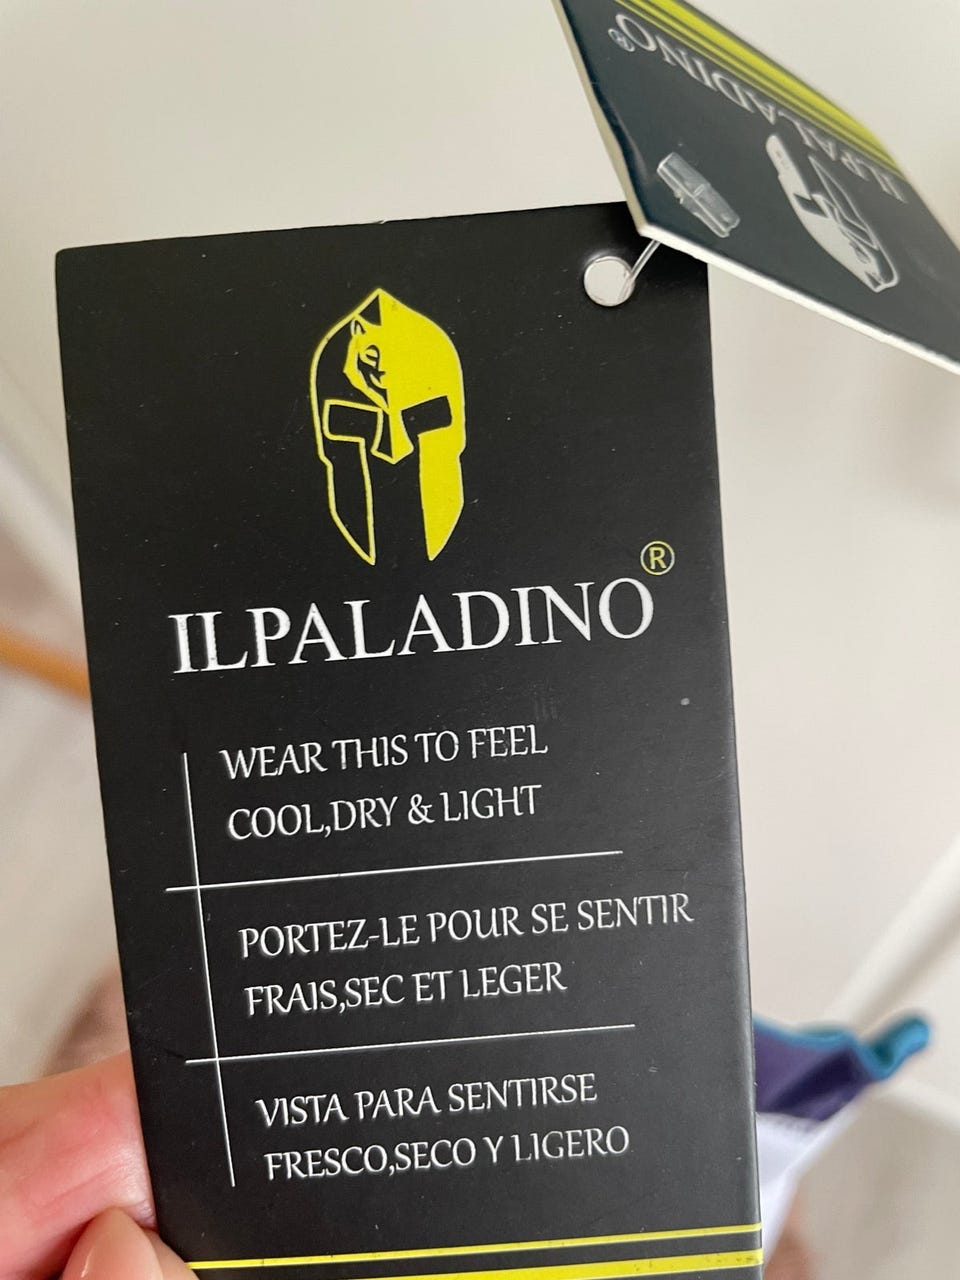 ILPALADINO®
ILPALADINO®
WEAR THIS TO FEEL
COOL,DRY & LIGHT
PORTEZ-LE POUR SE SENTIR
FRAIS,SEC ET LEGER
VISTA PARA SENTIRSE
FRESCO,SECO Y LIGERO